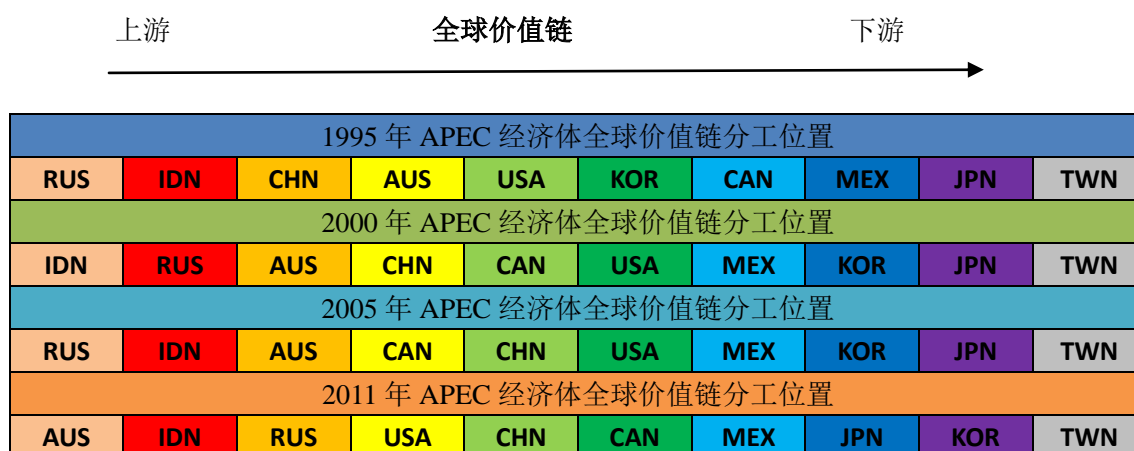 上游 全球价值链 下游
1995 年 APEC 经济体全球价值链分工位置
RUS IDN CHN AUS USA KOR CAN MEX JPN TWN
2000 年 APEC 经济体全球价值链分工位置
IDN RUS AUS CHN CAN USA MEX KOR JPN TWN
2005 年 APEC 经济体全球价值链分工位置
RUS IDN AUS CAN CHN USA MEX KOR JPN TWN
2011 年 APEC 经济体全球价值链分工位置
AUS IDN RUS USA CHN CAN MEX JPN KOR TWN